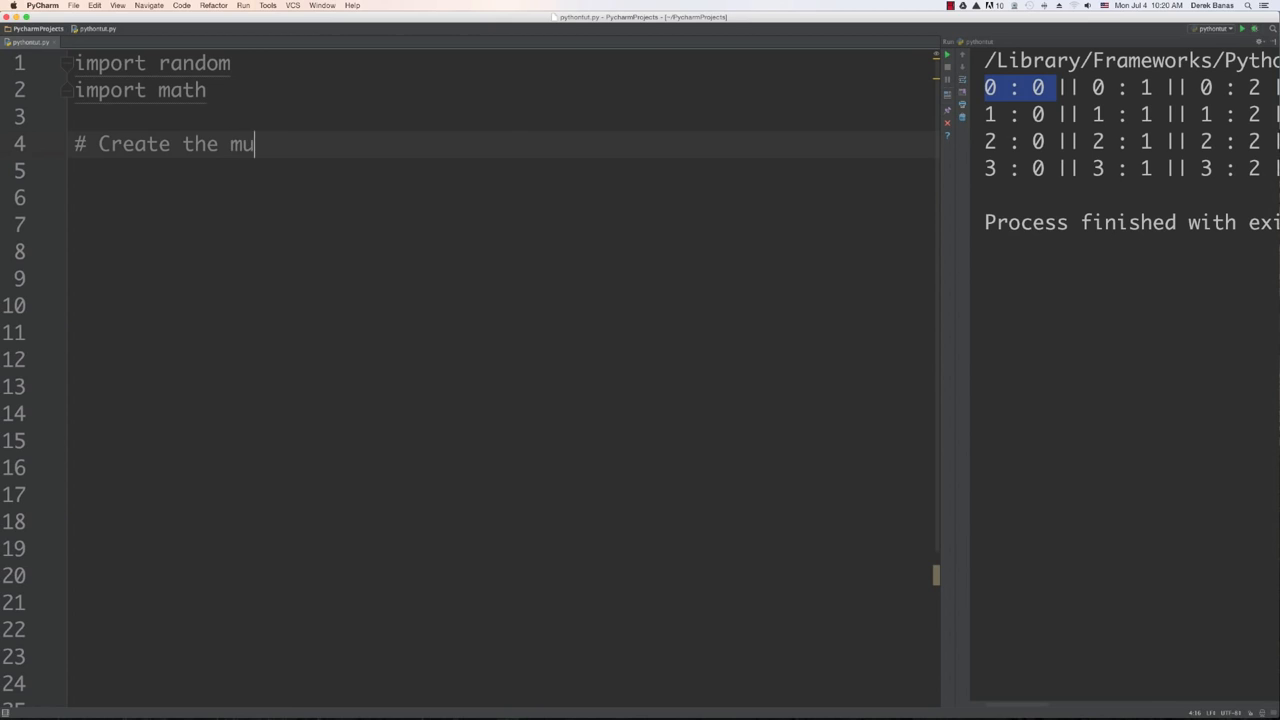 PyCharm File Edit View Navigate Code Refactor Run Tools VCS Window Help
10 Mon Jul 4 10:20 AM Derek Banas
pythontut.py - PycharmProjects - [~/PycharmProjects]
PycharmProjects pythontut.py
pythontut
pythontut.py
Run pythontut
1 import random
2 import math
3
4 # Create the mu
5
6
7
8
9
10
11
12
13
14
15
16
17
18
19
20
21
22
23
24
/Library/Frameworks/Pytho
0 : 0 || 0 : 1 || 0 : 2 |
1 : 0 || 1 : 1 || 1 : 2 |
2 : 0 || 2 : 1 || 2 : 2 |
3 : 0 || 3 : 1 || 3 : 2 |
Process finished with exi
4:16 LF‡ UTF-8‡